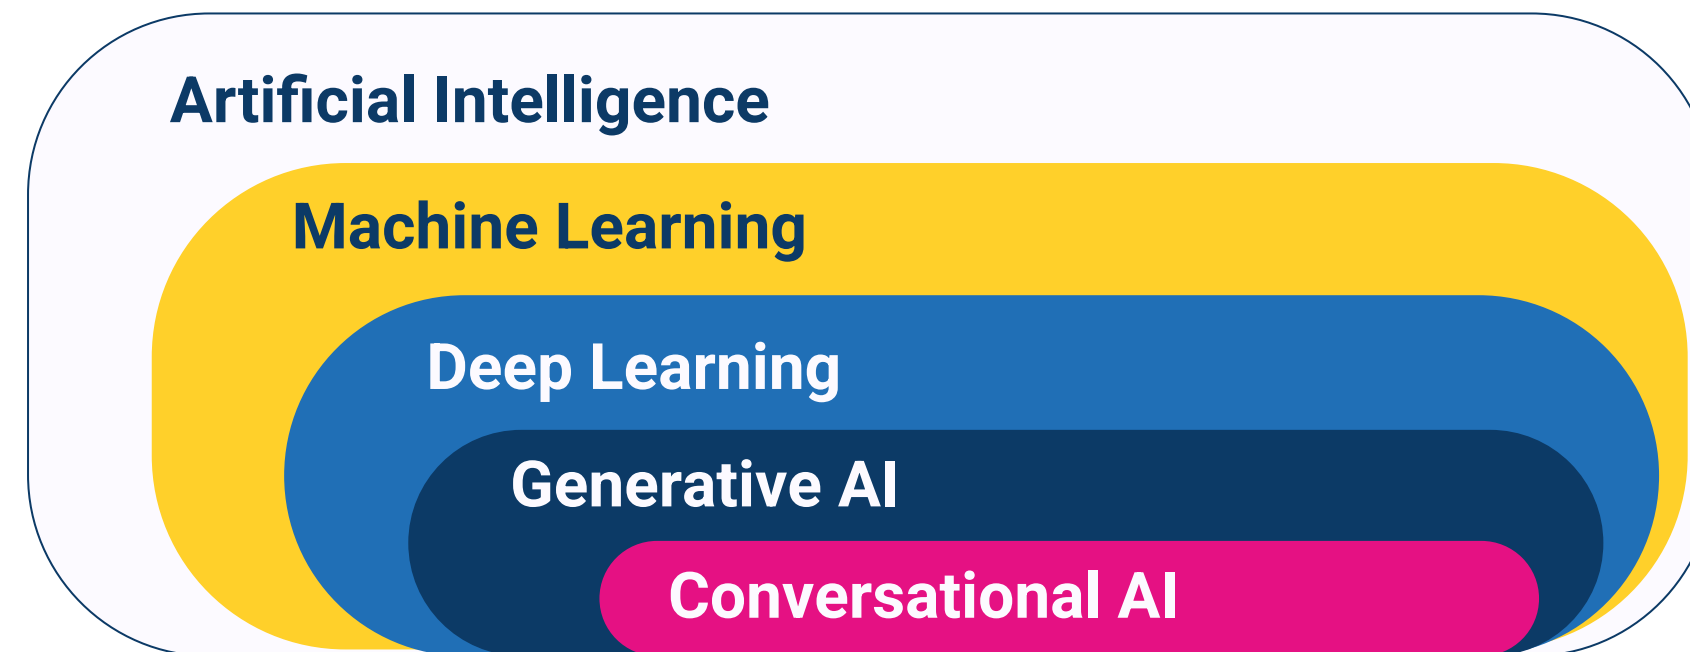 Artificial Intelligence
Machine Learning
Deep Learning
Generative AI
Conversational AI